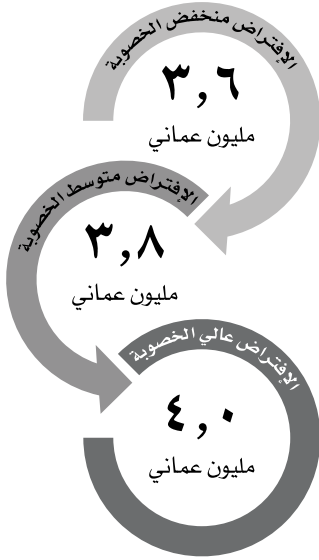 الإفتراض منخفض الخصوبة
٣,٦
مليون عماني
الإفتراض متوسط الخصوبة
٣,٨
مليون عماني
الإفتراض عالي الخصوبة
٤,٠
مليون عماني